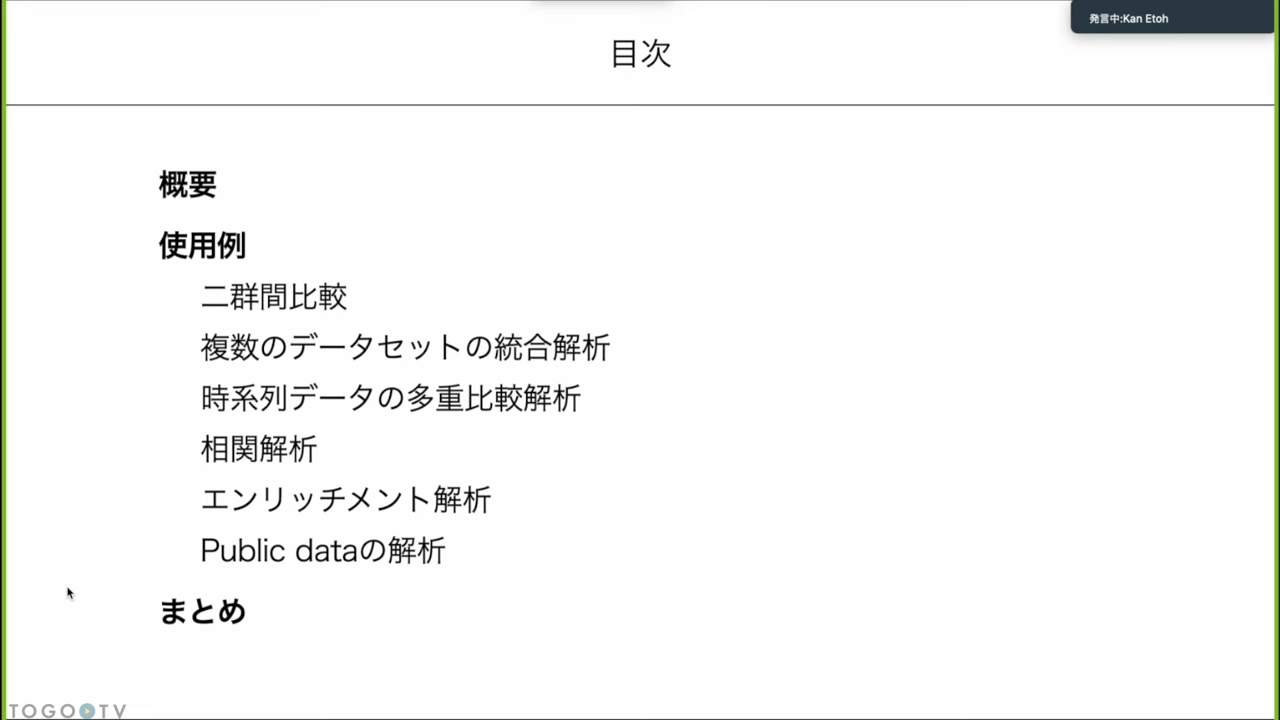 発言中:Kan Etoh
目次
概要
使用例
二群間比較
複数のデータセットの統合解析
時系列データの多重比較解析
相関解析
エンリッチメント解析
Public dataの解析
まとめ
TOGOTV